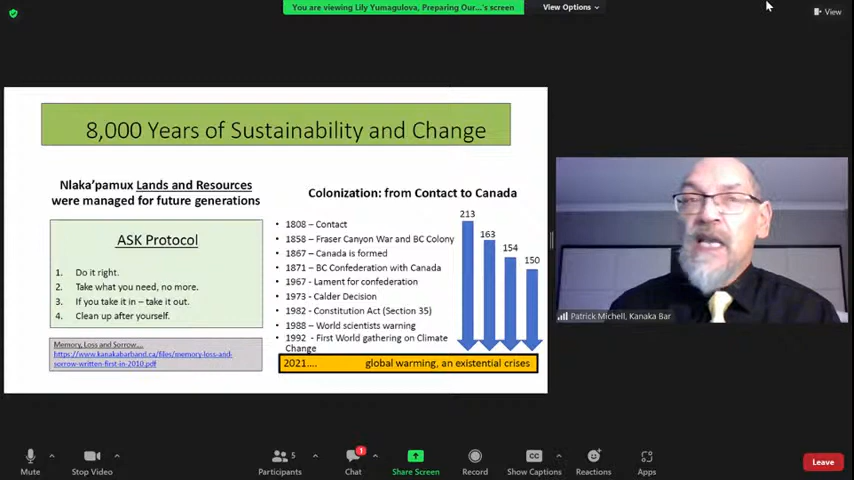 You are viewing Lily Yumagulova, Preparing Our...'s screen
View Options
View
8,000 Years of Sustainability and Change
Nlaka'pamux Lands and Resources
were managed for future generations
ASK Protocol
1. Do it right.
2. Take what you need, no more.
3. If you take it in – take it out.
4. Clean up after yourself.
Memory, Loss and Sorrow....
https://www.kanakabarband.ca/files/memory-loss-and-
sorrow-written-first-in-2010.pdf
Colonization: from Contact to Canada
• 1808 – Contact
• 1858 – Fraser Canyon War and BC Colony
• 1867 – Canada is formed
• 1871 – BC Confederation with Canada
• 1967 - Lament for confederation
• 1973 - Calder Decision
• 1982 - Constitution Act (Section 35)
• 1988 – World scientists warning
• 1992 - First World gathering on Climate
Change
213
163
154
150
2021.... global warming, an existential crises
Patrick Michell, Kanaka Bar
Mute
Stop Video
5
Participants
1
Chat
Share Screen
Record
CC
Show Captions
Reactions
Apps
Leave